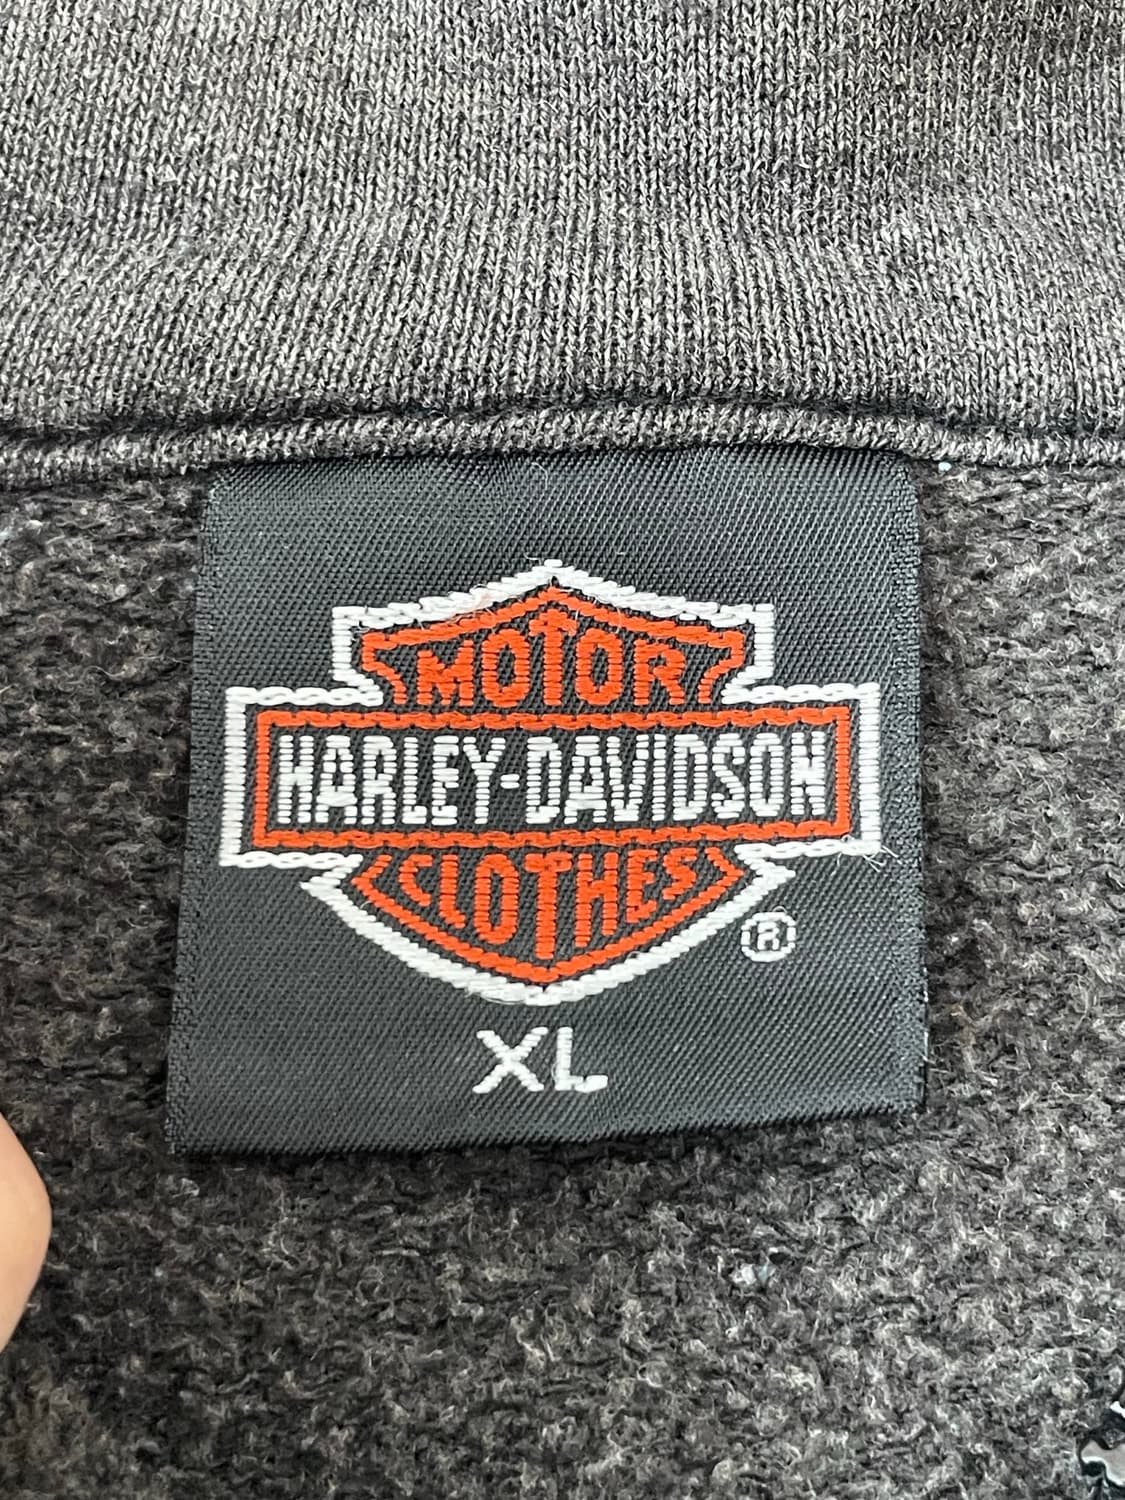 MOTOR
HARLEY-DAVIDSON
CLOTHES
®
XL